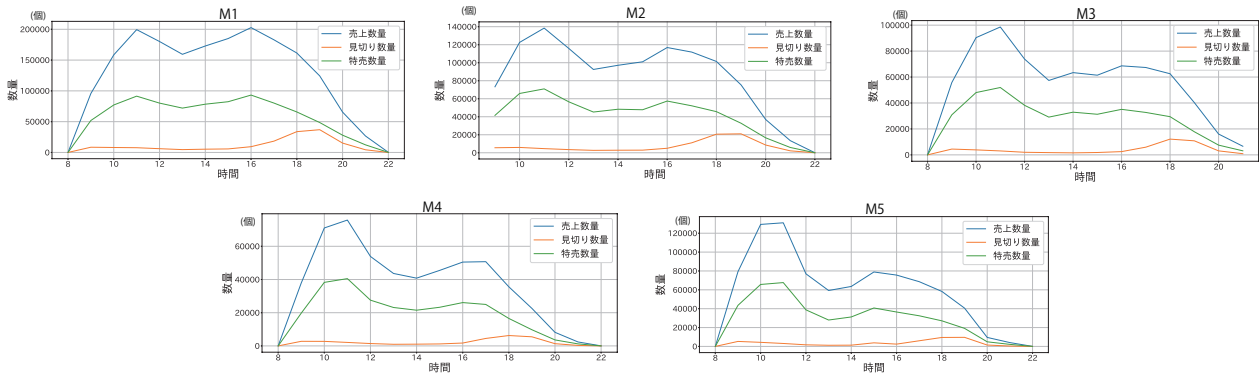 M1
(個)
200000
150000
100000
50000
0
数量
8 10 12 14 16 18 20 22
時間
売上数量
見切り数量
特売数量
M2
(個)
140000
120000
100000
80000
60000
40000
20000
0
数量
10 12 14 16 18 20 22
時間
売上数量
見切り数量
特売数量
M3
(個)
100000
80000
60000
40000
20000
0
数量
8 10 12 14 16 18 20
時間
売上数量
見切り数量
特売数量
M4
(個)
60000
40000
20000
0
数量
8 10 12 14 16 18 20 22
時間
売上数量
見切り数量
特売数量
M5
(個)
120000
100000
80000
60000
40000
20000
0
数量
8 10 12 14 16 18 20 22
時間
売上数量
見切り数量
特売数量